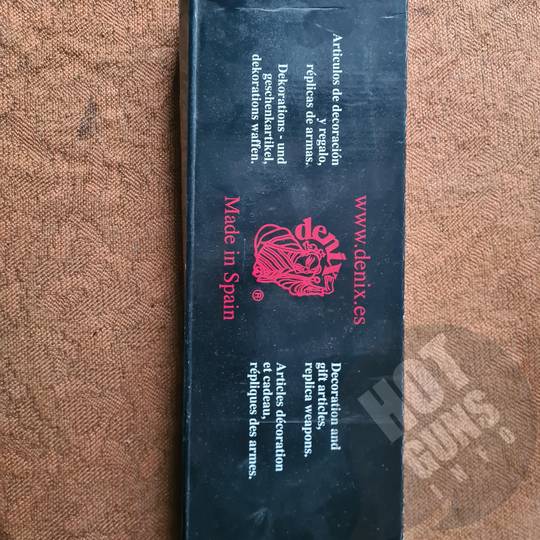 Articulos de decoración
y regalo,
réplicas de armas.
Dekorations - und
geschenkartikel,
dekorations waffen.
www.denix.es
denix
®
Made in Spain
Decoration and
gift articles,
replica weapons.
Articles décoration
et cadeau,
répliques des armes.
HOT
GUNS